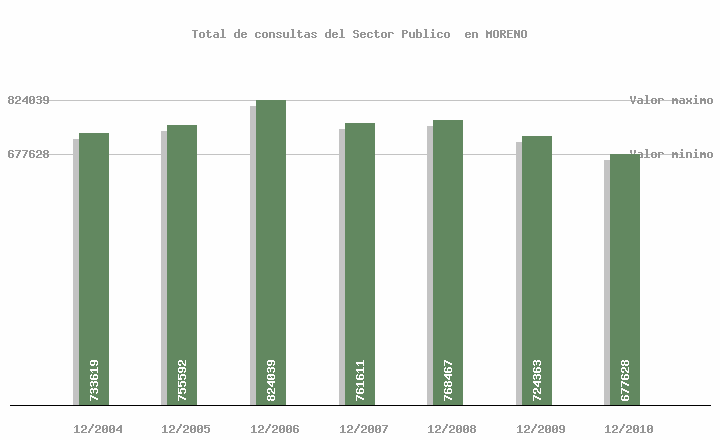 Total de consultas del Sector Publico en MORENO
824039 Valor maximo
677628 Valor minimo
733619 755592 824039 761611 768467 724363 677628
12/2004 12/2005 12/2006 12/2007 12/2008 12/2009 12/2010